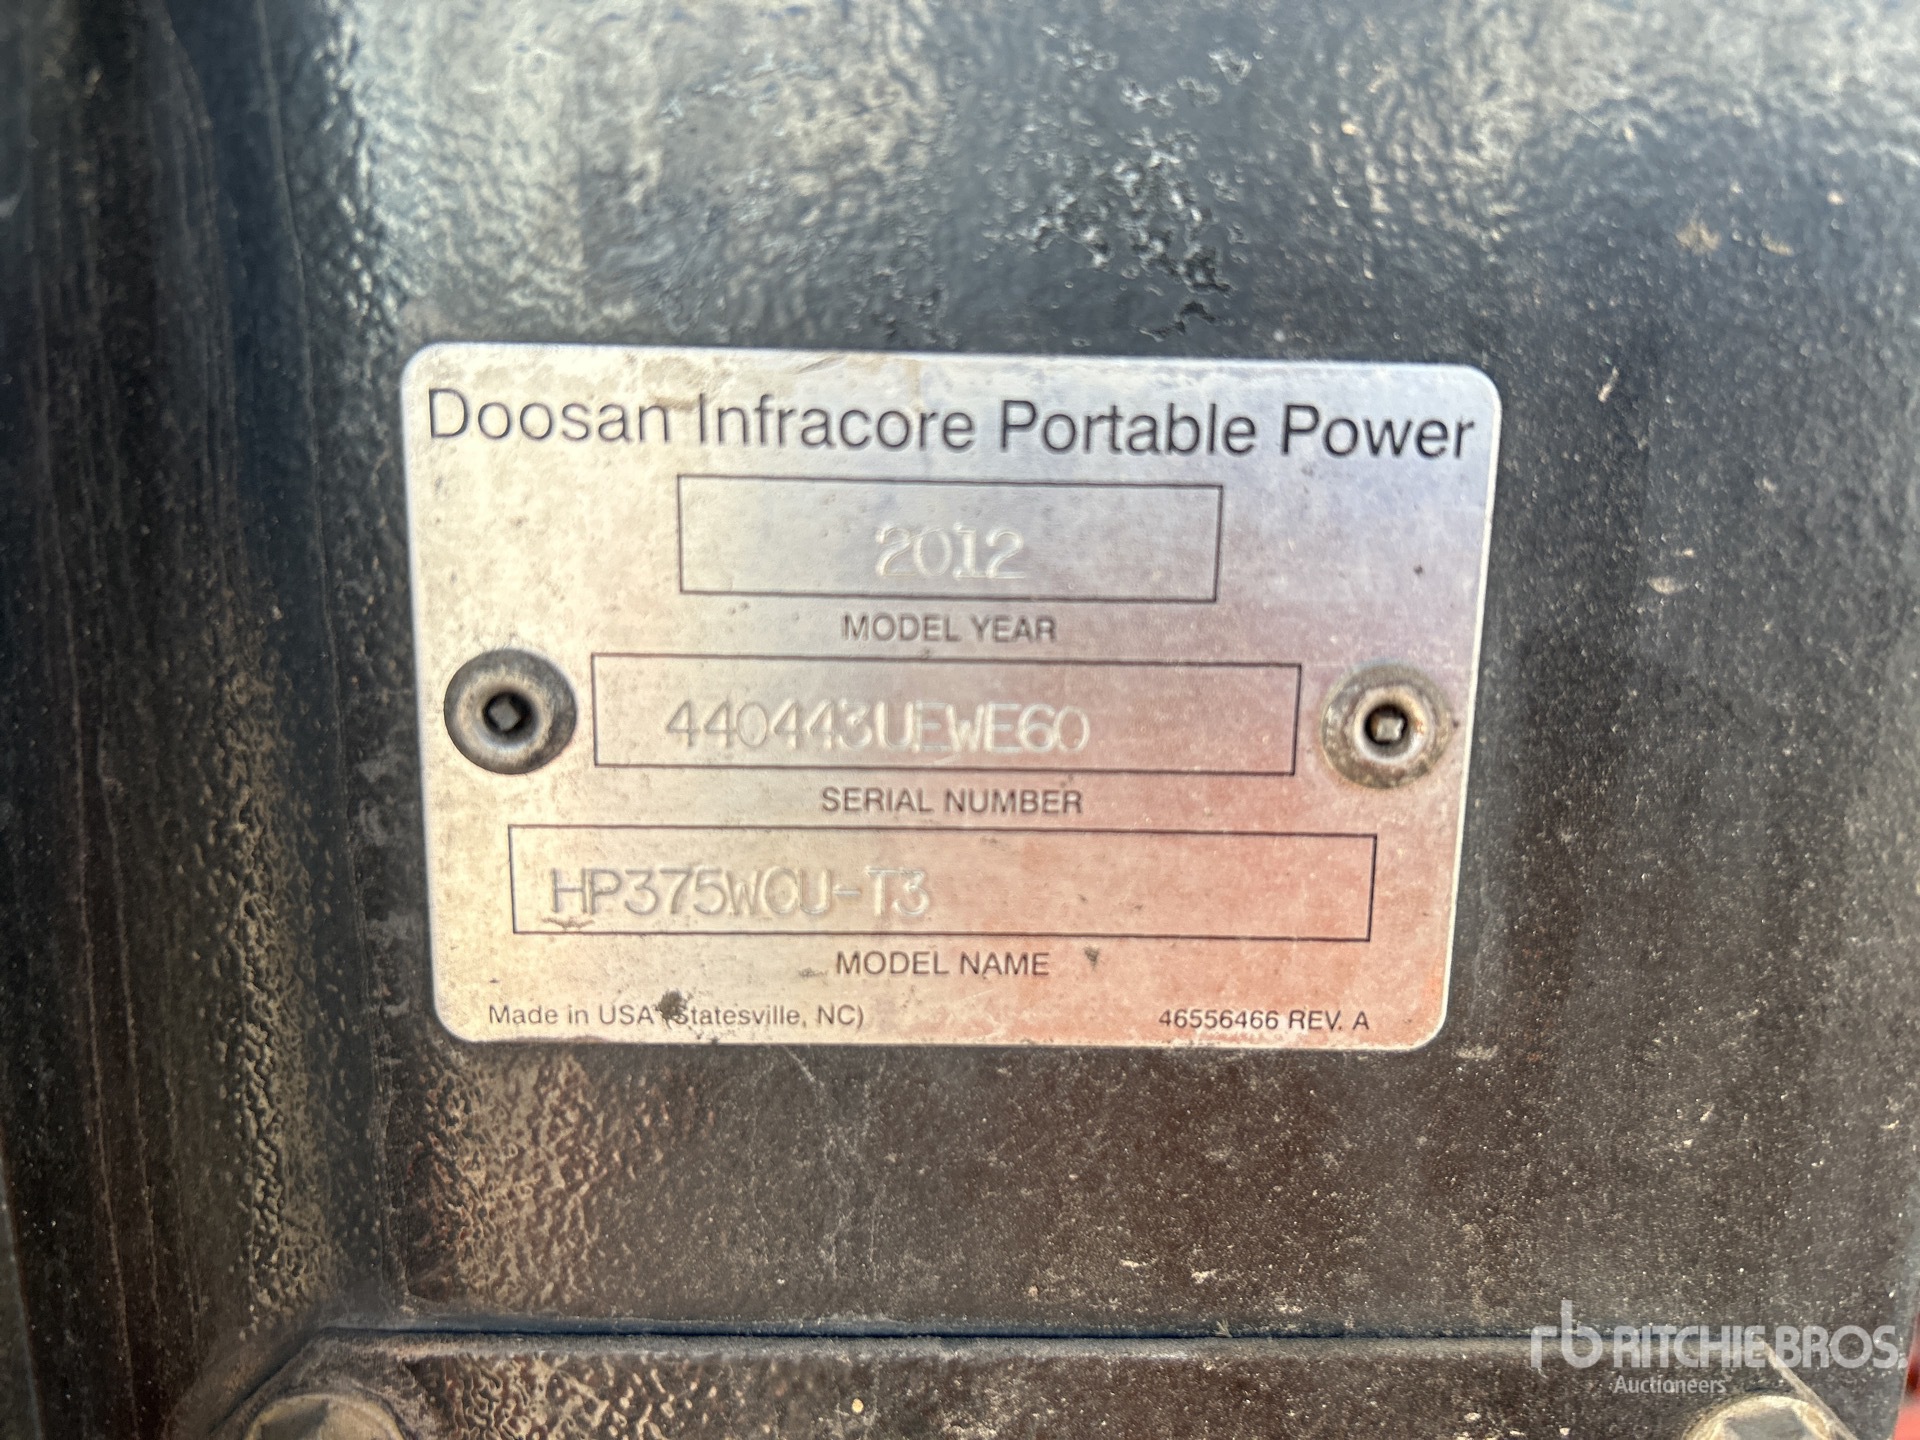 Doosan Infracore Portable Power
2012
MODEL YEAR
440443UEWE60
SERIAL NUMBER
HP375WCU-T3
MODEL NAME
Made in USA (Statesville, NC)
46556466 REV. A
rb RITCHIE BROS.
Auctioneers